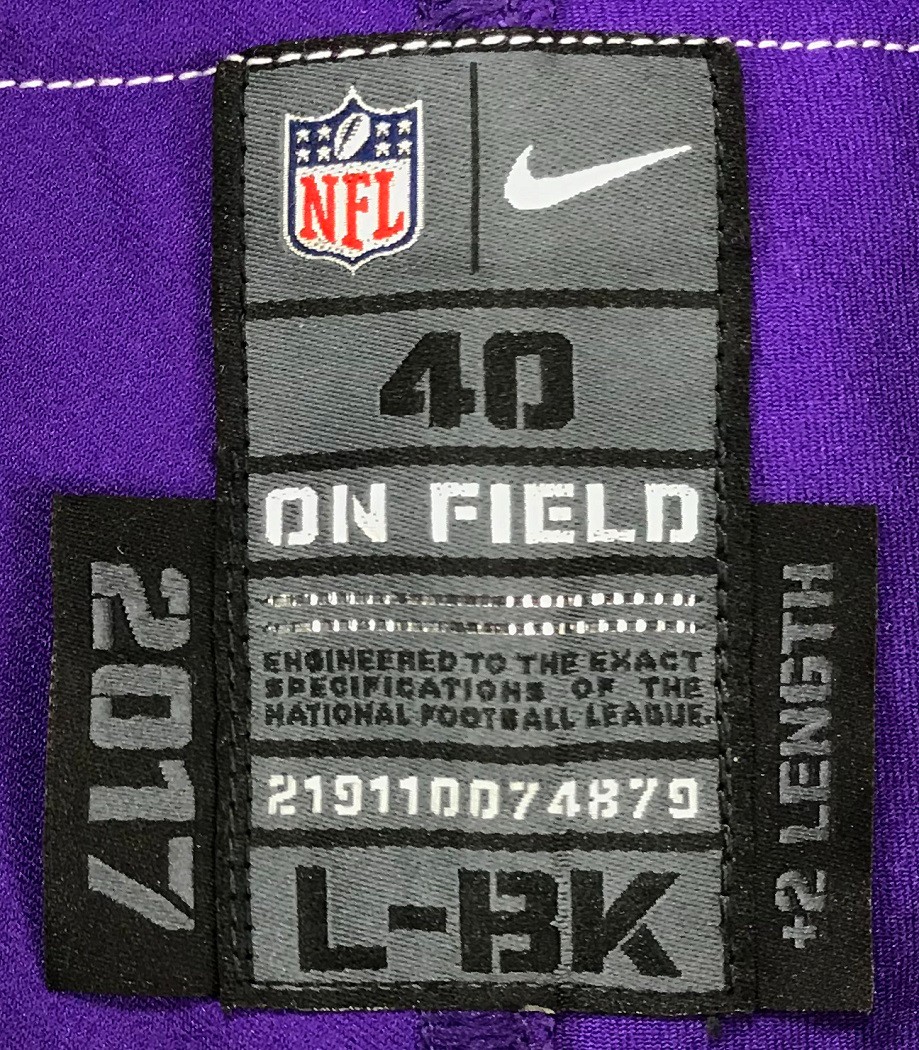 NFL
40
ON FIELD
ENGINEERED TO THE EXACT
SPECIFICATIONS OF THE
NATIONAL FOOTBALL LEAGUE.
219110074879
L-BK
2017
+2 LENGTH